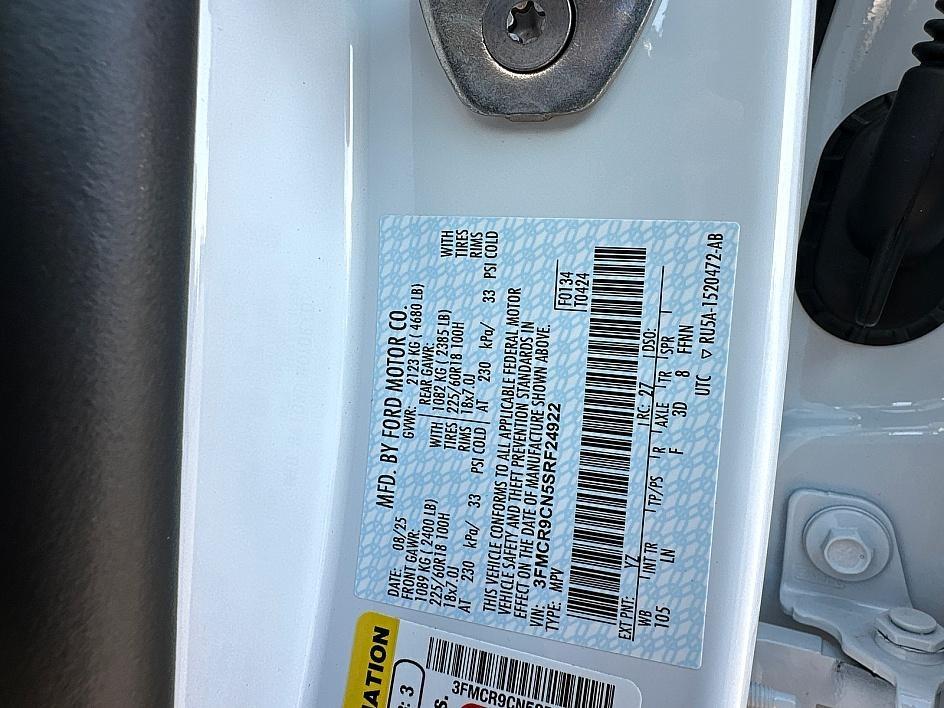 MFD. BY FORD MOTOR CO.
DATE: 08/25 GVWR: 2123 KG ( 4680 LB)
FRONT GAWR: REAR GAWR:
1089 KG ( 2400 LB) WITH 1082 KG ( 2385 LB) WITH
225/60R18 100H TIRES 225/60R18 100H TIRES
18x7.0J RIMS 18x7.0J RIMS
AT 230 kPa/ 33 PSI COLD AT 230 kPa/ 33 PSI COLD
THIS VEHICLE CONFORMS TO ALL APPLICABLE FEDERAL MOTOR
VEHICLE SAFETY AND THEFT PREVENTION STANDARDS IN
EFFECT ON THE DATE OF MANUFACTURE SHOWN ABOVE.
VIN: 3FMCR9CN5SRF24922 F0134
TYPE: MPV T0424
EXT PNT: YZ RC: 27 DSO:
WB INT TR TP/PS R AXLE TR SPR
105 LN F 3D 8 FFNN
UTC ▽ RU5A-1520472-AB
3
3FMCR9CN5S